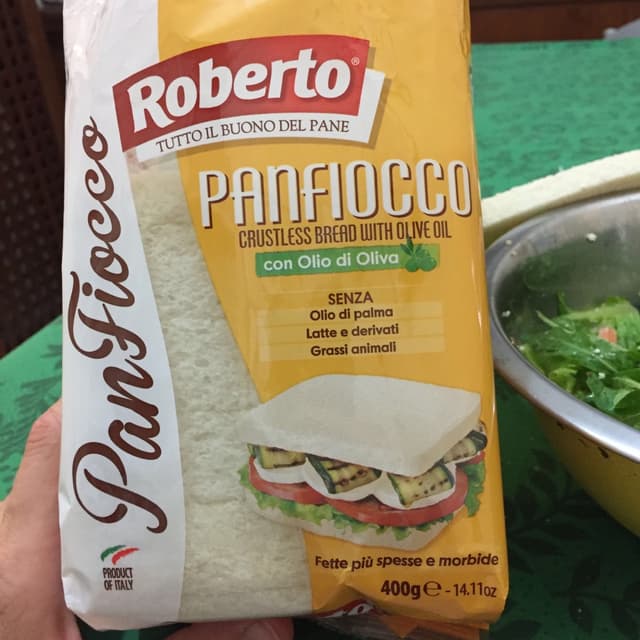 Roberto®
TUTTO IL BUONO DEL PANE
PanFiocco
PANFIOCCO
CRUSTLESS BREAD WITH OLIVE OIL
con Olio di Oliva
SENZA
Olio di palma
Latte e derivati
Grassi animali
Fette più spesse e morbide
400g e - 14.11oz
PRODUCT
OF ITALY